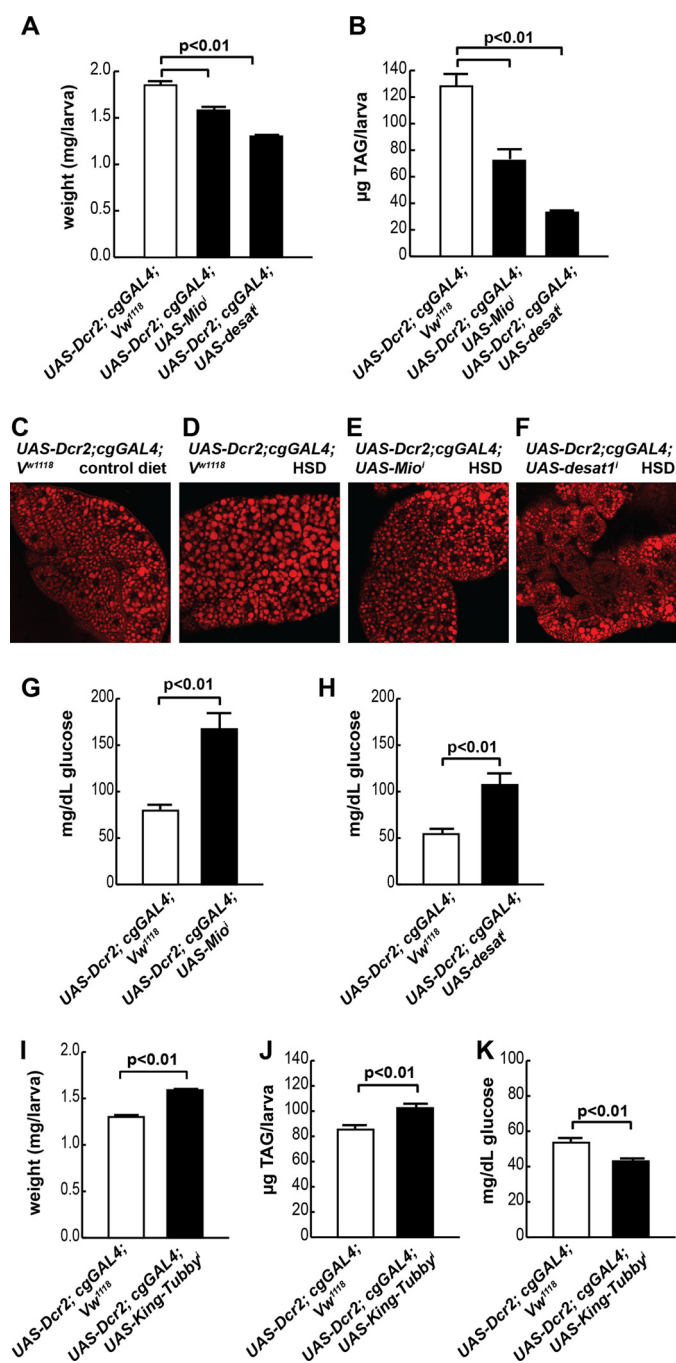 A
p<0.01
weight (mg/larva)
2.0
1.5
1.0
0.5
0.0
UAS-Dcr2; cgGAL4;
Vw1118
UAS-Dcr2; cgGAL4;
UAS-Mioi
UAS-Dcr2; cgGAL4;
UAS-desati
B
p<0.01
µg TAG/larva
140
120
100
80
60
40
20
0
UAS-Dcr2; cgGAL4;
Vw1118
UAS-Dcr2; cgGAL4;
UAS-Mioi
UAS-Dcr2; cgGAL4;
UAS-desati
C
UAS-Dcr2;cgGAL4;
Vw1118 control diet
D
UAS-Dcr2;cgGAL4;
Vw1118 HSD
E
UAS-Dcr2;cgGAL4;
UAS-Mioi HSD
F
UAS-Dcr2;cgGAL4;
UAS-desat1i HSD
G
p<0.01
mg/dL glucose
200
150
100
50
0
UAS-Dcr2; cgGAL4;
Vw1118
UAS-Dcr2; cgGAL4;
UAS-Mioi
H
p<0.01
mg/dL glucose
200
150
100
50
0
UAS-Dcr2; cgGAL4;
Vw1118
UAS-Dcr2; cgGAL4;
UAS-desati
I
p<0.01
weight (mg/larva)
2.0
1.5
1.0
0.5
0.0
UAS-Dcr2; cgGAL4;
Vw1118
UAS-Dcr2; cgGAL4;
UAS-King-Tubbyi
J
p<0.01
µg TAG/larva
140
120
100
80
60
40
20
0
UAS-Dcr2; cgGAL4;
Vw1118
UAS-Dcr2; cgGAL4;
UAS-King-Tubbyi
K
p<0.01
mg/dL glucose
100
80
60
40
20
0
UAS-Dcr2; cgGAL4;
Vw1118
UAS-Dcr2; cgGAL4;
UAS-King-Tubbyi